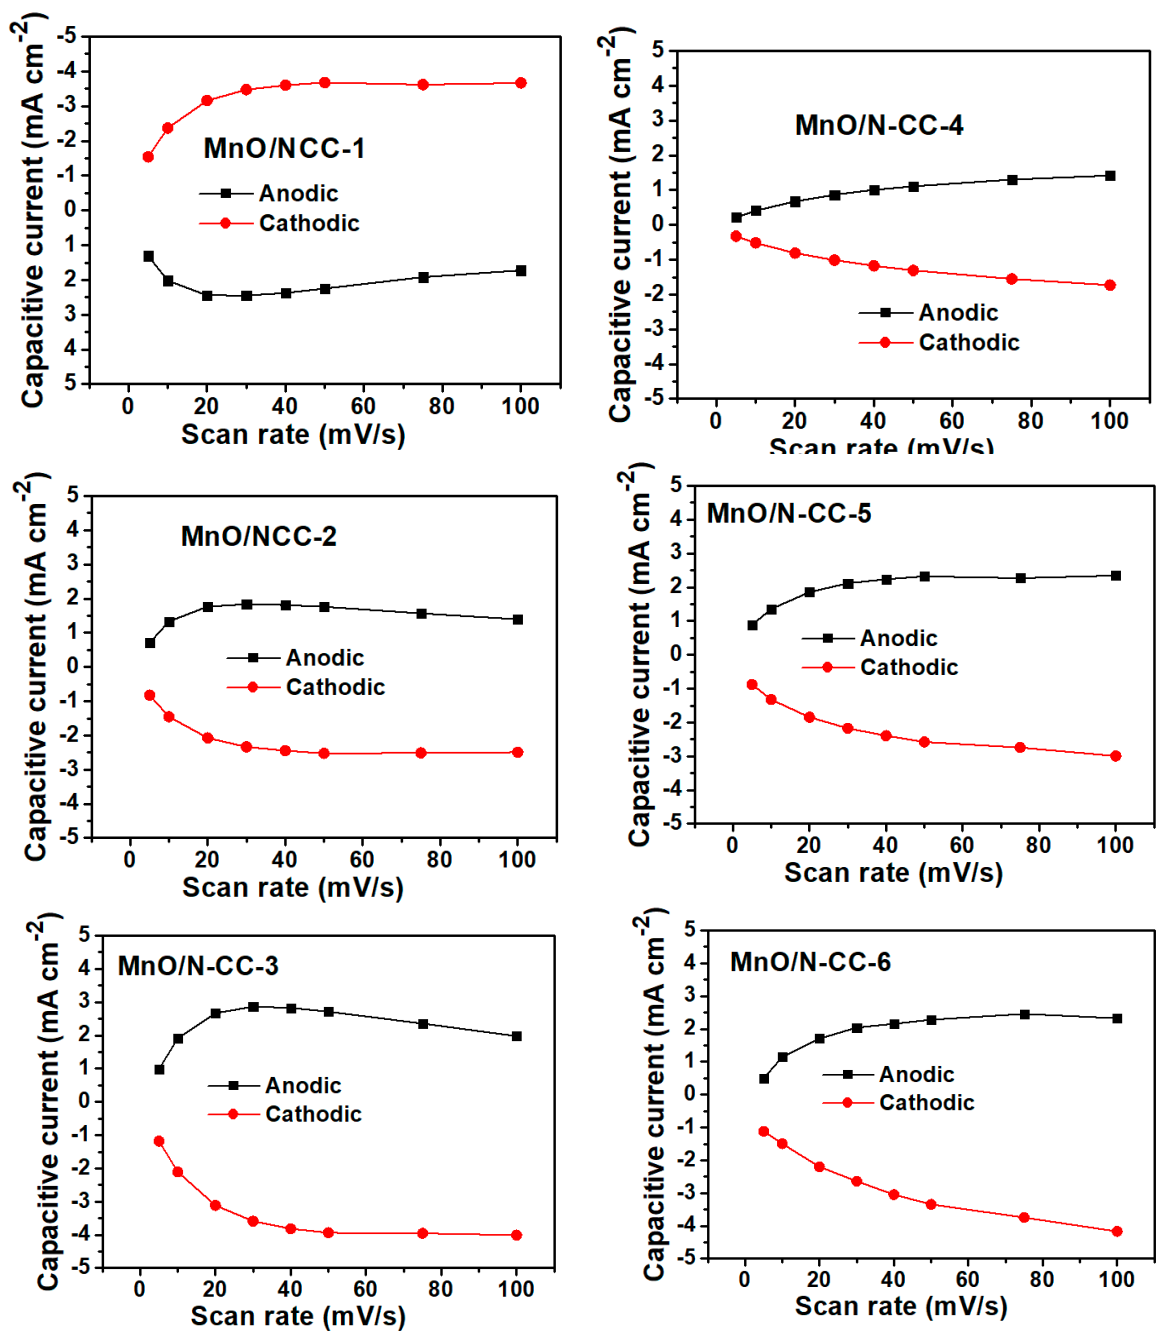 Capacitive current (mA cm-2)
-5
-4
-3
-2
-1
0
1
2
3
4
5
MnO/NCC-1
Anodic
Cathodic
0 20 40 60 80 100
Scan rate (mV/s)
Capacitive current (mA cm-2)
5
4
3
2
1
0
-1
-2
-3
-4
-5
MnO/N-CC-4
Anodic
Cathodic
0 20 40 60 80 100
Scan rate (mV/s)
Capacitive current (mA cm-2)
5
4
3
2
1
0
-1
-2
-3
-4
-5
MnO/NCC-2
Anodic
Cathodic
0 20 40 60 80 100
Scan rate (mV/s)
Capacitive current (mA cm-2)
5
4
3
2
1
0
-1
-2
-3
-4
-5
MnO/N-CC-5
Anodic
Cathodic
0 20 40 60 80 100
Scan rate (mV/s)
Capacitive current (mA cm-2)
5
4
3
2
1
0
-1
-2
-3
-4
-5
MnO/N-CC-3
Anodic
Cathodic
0 20 40 60 80 100
Scan rate (mV/s)
Capacitive current (mA cm-2)
5
4
3
2
1
0
-1
-2
-3
-4
-5
MnO/N-CC-6
Anodic
Cathodic
0 20 40 60 80 100
Scan rate (mV/s)